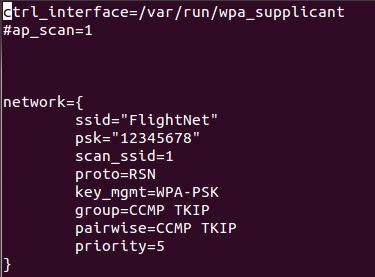 ctrl_interface=/var/run/wpa_supplicant
#ap_scan=1
network={
ssid="FlightNet"
psk="12345678"
scan_ssid=1
proto=RSN
key_mgmt=WPA-PSK
group=CCMP TKIP
pairwise=CCMP TKIP
priority=5
}